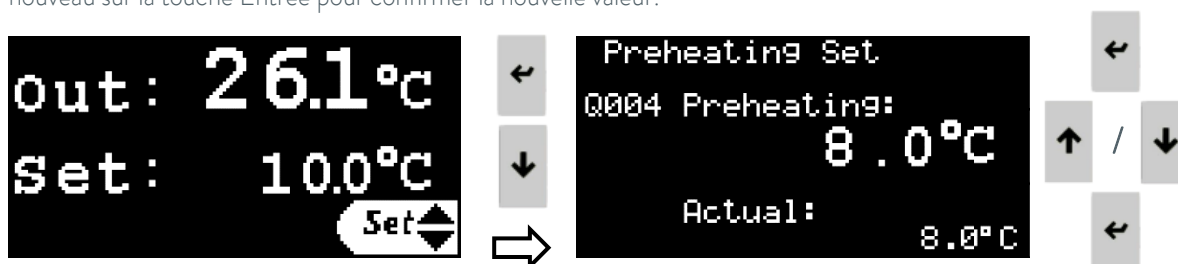 nouveau sur la touche Entrée pour confirmer la nouvelle valeur.
Out: 26.1°C
Set: 10.0°C
Set
Preheating Set
Q004 Preheating:
8.0°C
Actual:
8.0°C
/